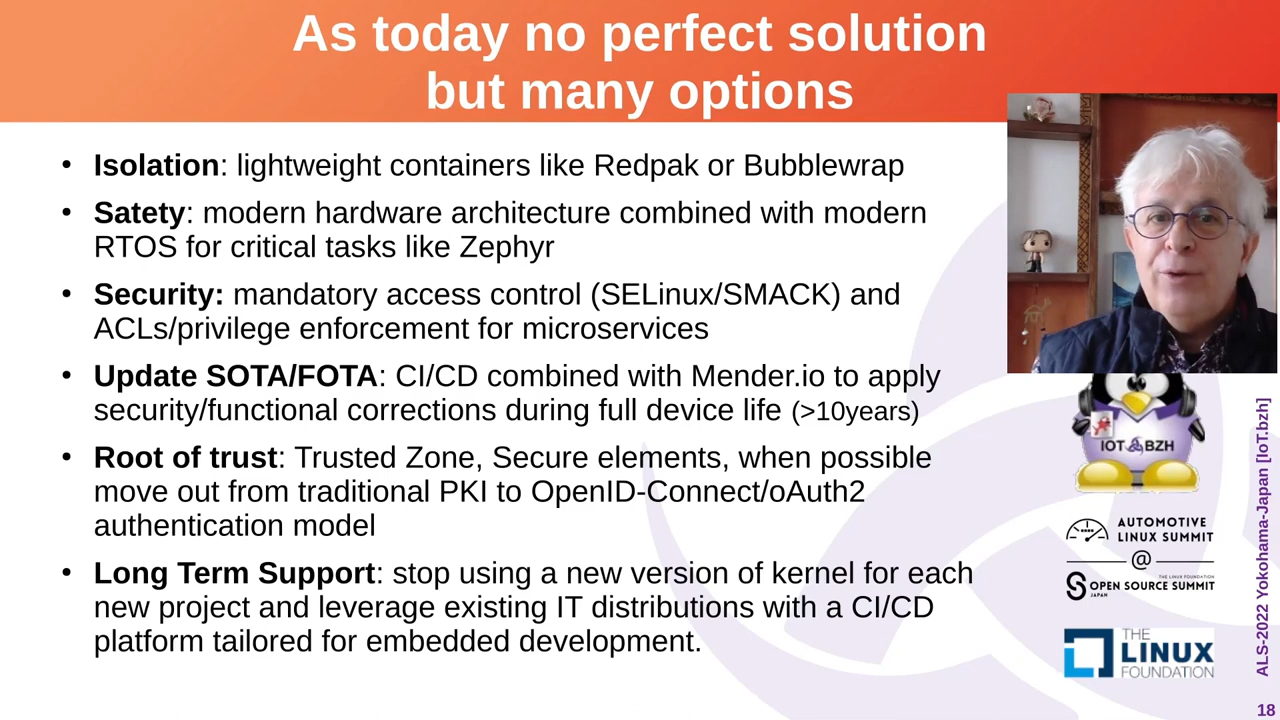 As today no perfect solution
but many options
• Isolation: lightweight containers like Redpak or Bubblewrap
• Satety: modern hardware architecture combined with modern
RTOS for critical tasks like Zephyr
• Security: mandatory access control (SELinux/SMACK) and
ACLs/privilege enforcement for microservices
• Update SOTA/FOTA: CI/CD combined with Mender.io to apply
security/functional corrections during full device life (>10years)
• Root of trust: Trusted Zone, Secure elements, when possible
move out from traditional PKI to OpenID-Connect/oAuth2
authentication model
• Long Term Support: stop using a new version of kernel for each
new project and leverage existing IT distributions with a CI/CD
platform tailored for embedded development.
IOT BZH
AUTOMOTIVE
LINUX SUMMIT
@
THE LINUX FOUNDATION
OPEN SOURCE SUMMIT
JAPAN
THE
LINUX
FOUNDATION
ALS-2022 Yokohama-Japan [IoT.bzh]
18